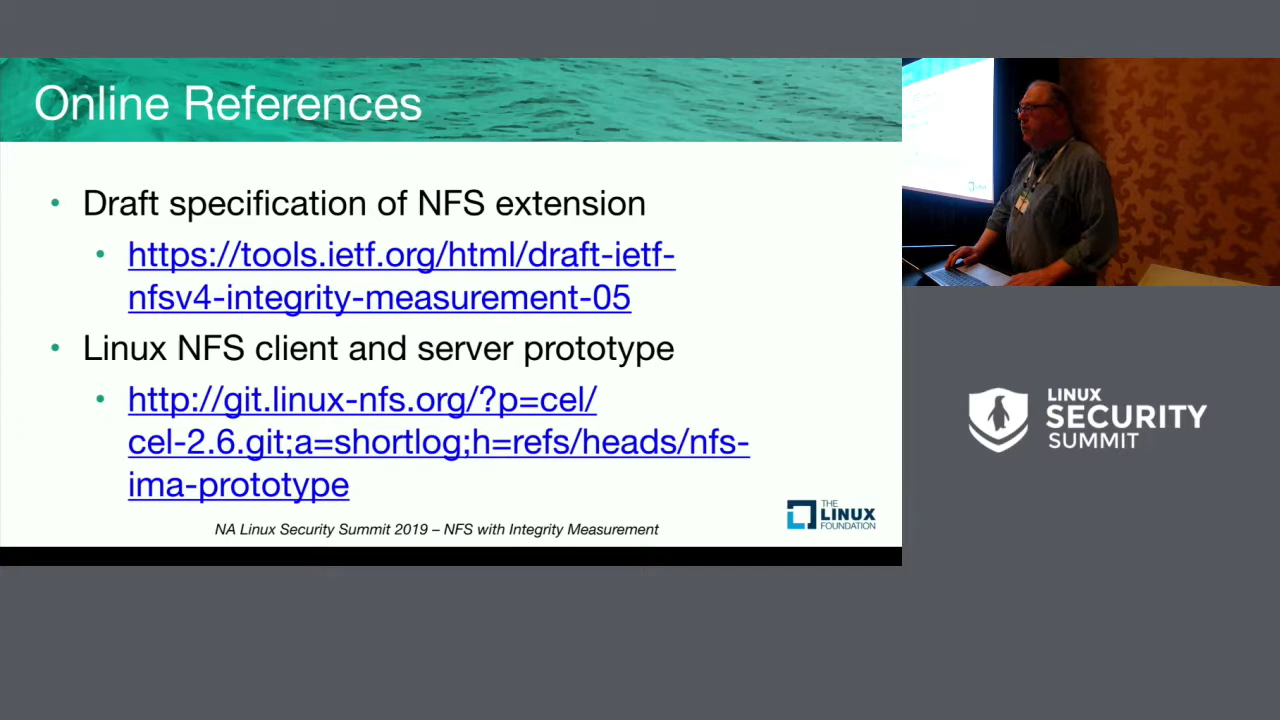 Online References
• Draft specification of NFS extension
• https://tools.ietf.org/html/draft-ietf-
nfsv4-integrity-measurement-05
• Linux NFS client and server prototype
• http://git.linux-nfs.org/?p=cel/
cel-2.6.git;a=shortlog;h=refs/heads/nfs-
ima-prototype
NA Linux Security Summit 2019 – NFS with Integrity Measurement
THE
LINUX
FOUNDATION
LINUX
SECURITY
SUMMIT